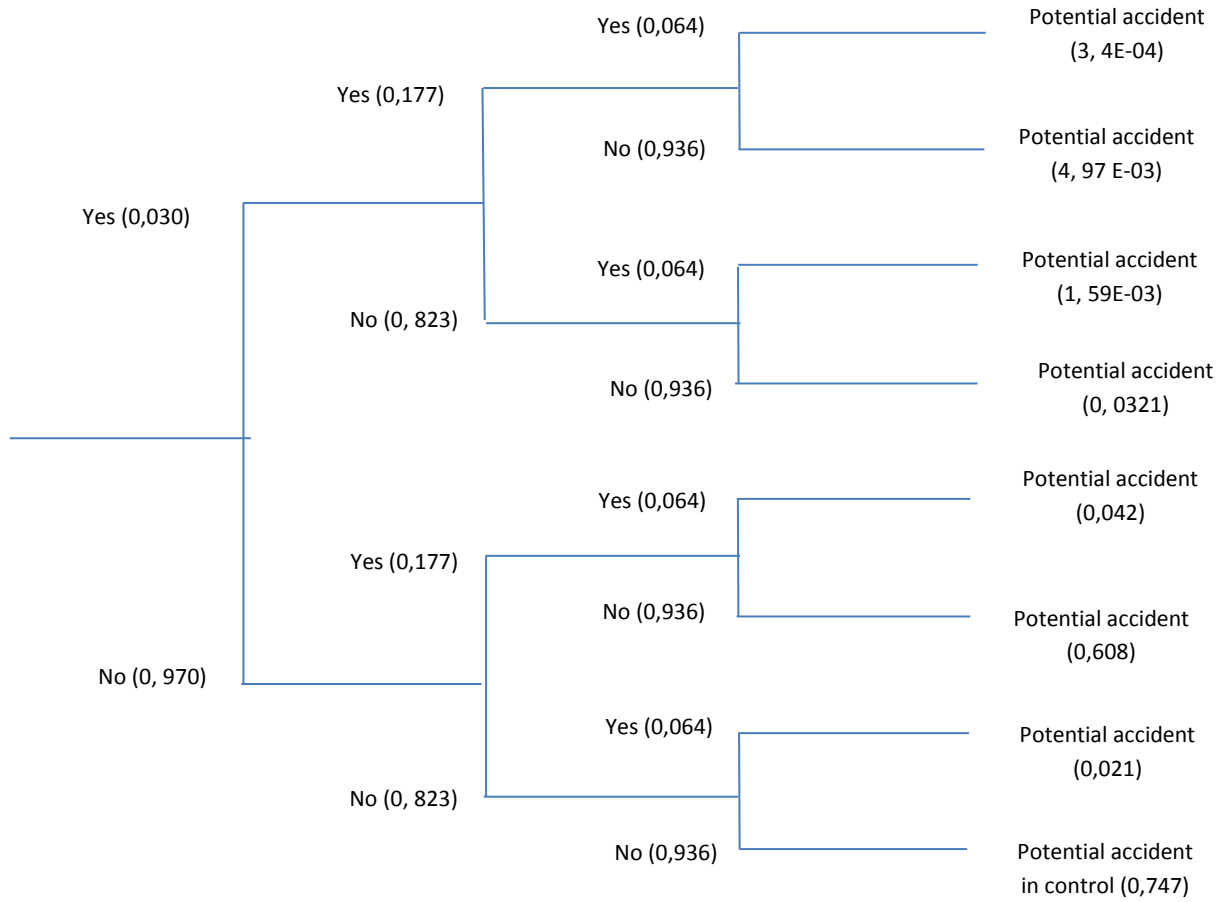 Yes (0,064)
Potential accident
(3, 4E-04)
Yes (0,177)
No (0,936)
Potential accident
(4, 97 E-03)
Yes (0,030)
Yes (0,064)
Potential accident
(1, 59E-03)
No (0, 823)
No (0,936)
Potential accident
(0, 0321)
Yes (0,064)
Potential accident
(0,042)
Yes (0,177)
No (0,936)
Potential accident
(0,608)
No (0, 970)
Yes (0,064)
Potential accident
(0,021)
No (0, 823)
No (0,936)
Potential accident
in control (0,747)